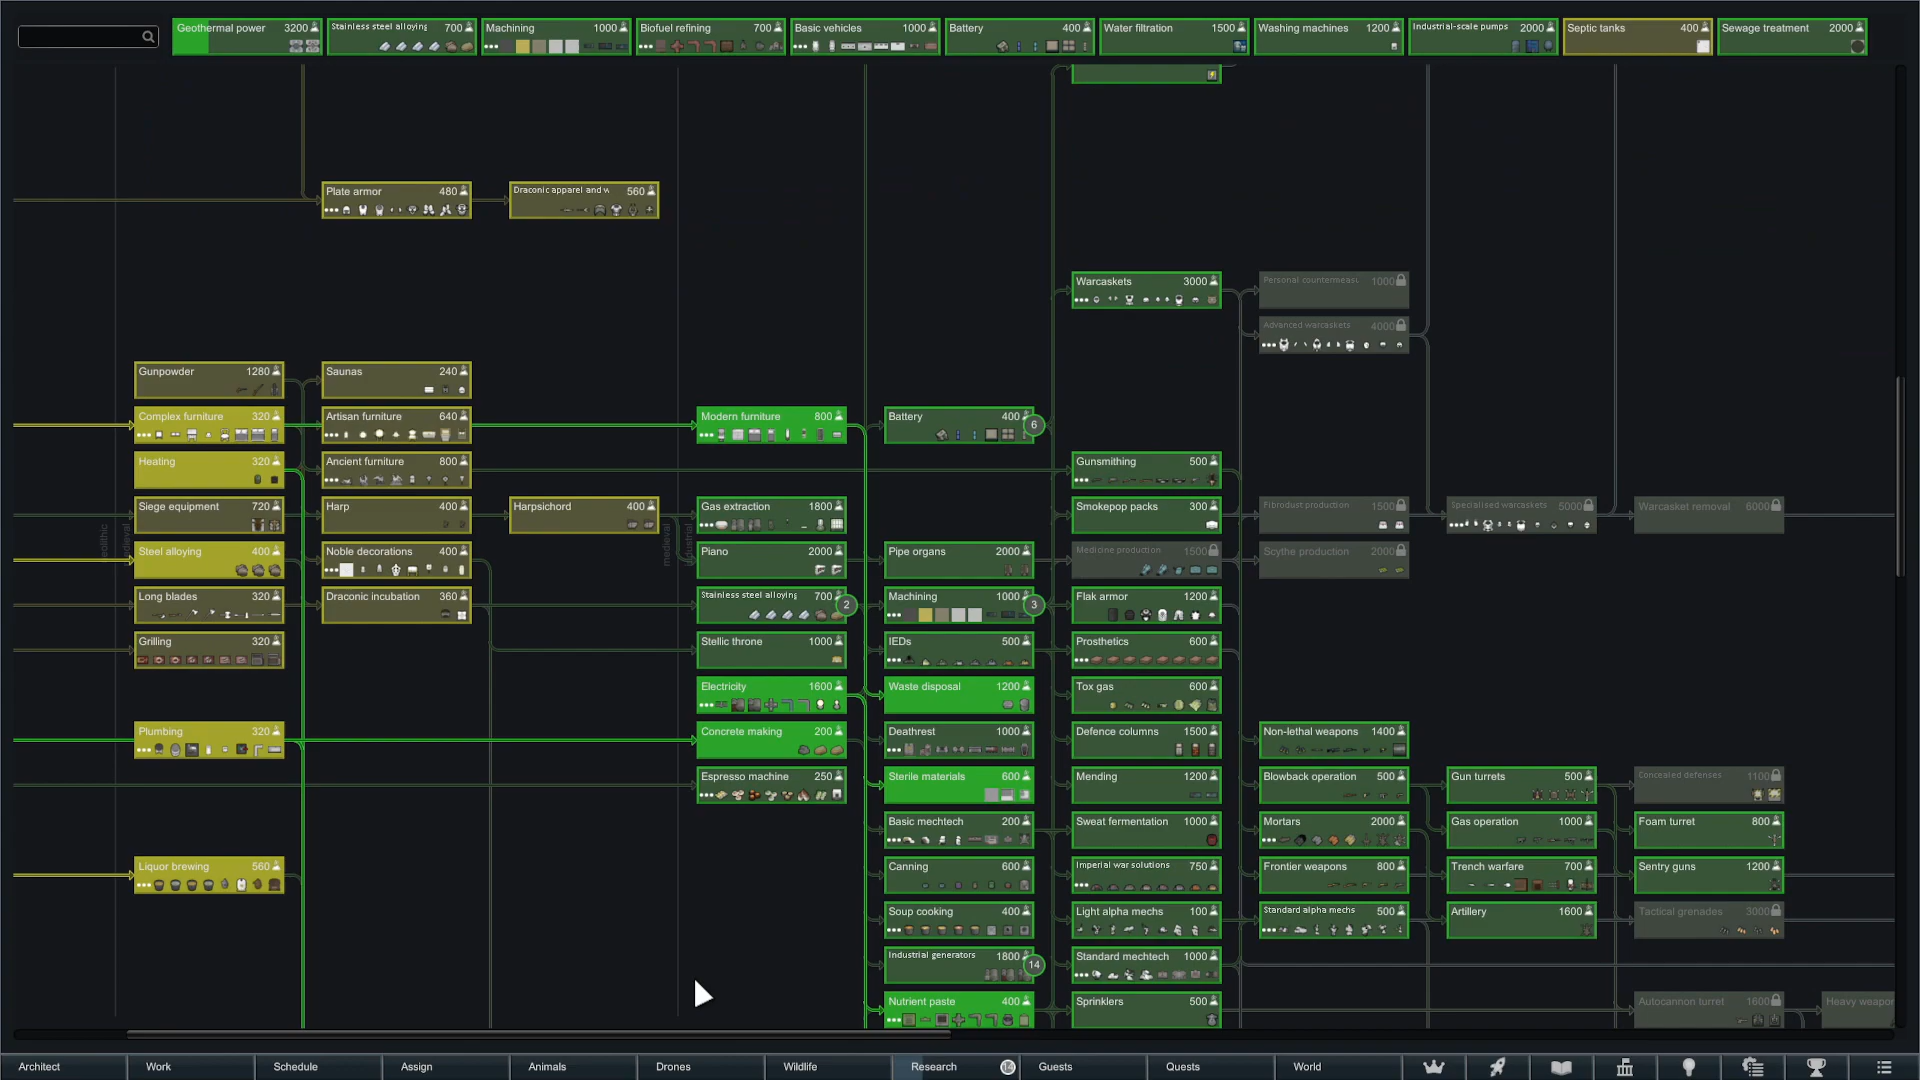 Geothermal power 3200
Stainless steel alloying 700
Machining 1000
Biofuel refining 700
Basic vehicles 1000
Battery 400
Water filtration 1500
Washing machines 1200
Industrial-scale pumps 2000
Septic tanks 400
Sewage treatment 2000
Plate armor 480
Draconic apparel and w 560
Warcaskets 3000
Personal countermeasu 1000
Advanced warcaskets 4000
Gunpowder 1280
Saunas 240
Complex furniture 320
Artisan furniture 640
Modern furniture 800
Battery 400
6
Heating 320
Ancient furniture 800
Gunsmithing 500
Siege equipment 720
Harp 400
Harpsichord 400
Gas extraction 1800
Smokepop packs 300
Fibrodust production 1500
Specialised warcaskets 5000
Warcasket removal 6000
neolithic
medieval
medieval
industrial
Steel alloying 400
Noble decorations 400
Piano 2000
Pipe organs 2000
Medicine production 1500
Scythe production 2000
Long blades 320
Draconic incubation 360
Stainless steel alloying 700
2
Machining 1000
3
Flak armor 1200
Grilling 320
Stellic throne 1000
IEDs 500
Prosthetics 600
Electricity 1600
Waste disposal 1200
Tox gas 600
Plumbing 320
Concrete making 200
Deathrest 1000
Defence columns 1500
Non-lethal weapons 1400
Espresso machine 250
Sterile materials 600
Mending 1200
Blowback operation 500
Gun turrets 500
Concealed defenses 1100
Basic mechtech 200
Sweat fermentation 1000
Mortars 2000
Gas operation 1000
Foam turret 800
Liquor brewing 560
Canning 600
Imperial war solutions 750
Frontier weapons 800
Trench warfare 700
Sentry guns 1200
Soup cooking 400
Light alpha mechs 100
Standard alpha mechs 500
Artillery 1600
Tactical grenades 3000
Industrial generators 1800
14
Standard mechtech 1000
Nutrient paste 400
Sprinklers 500
Autocannon turret 1600
Heavy weapor
Architect
Work
Schedule
Assign
Animals
Drones
Wildlife
Research
Guests
Quests
World